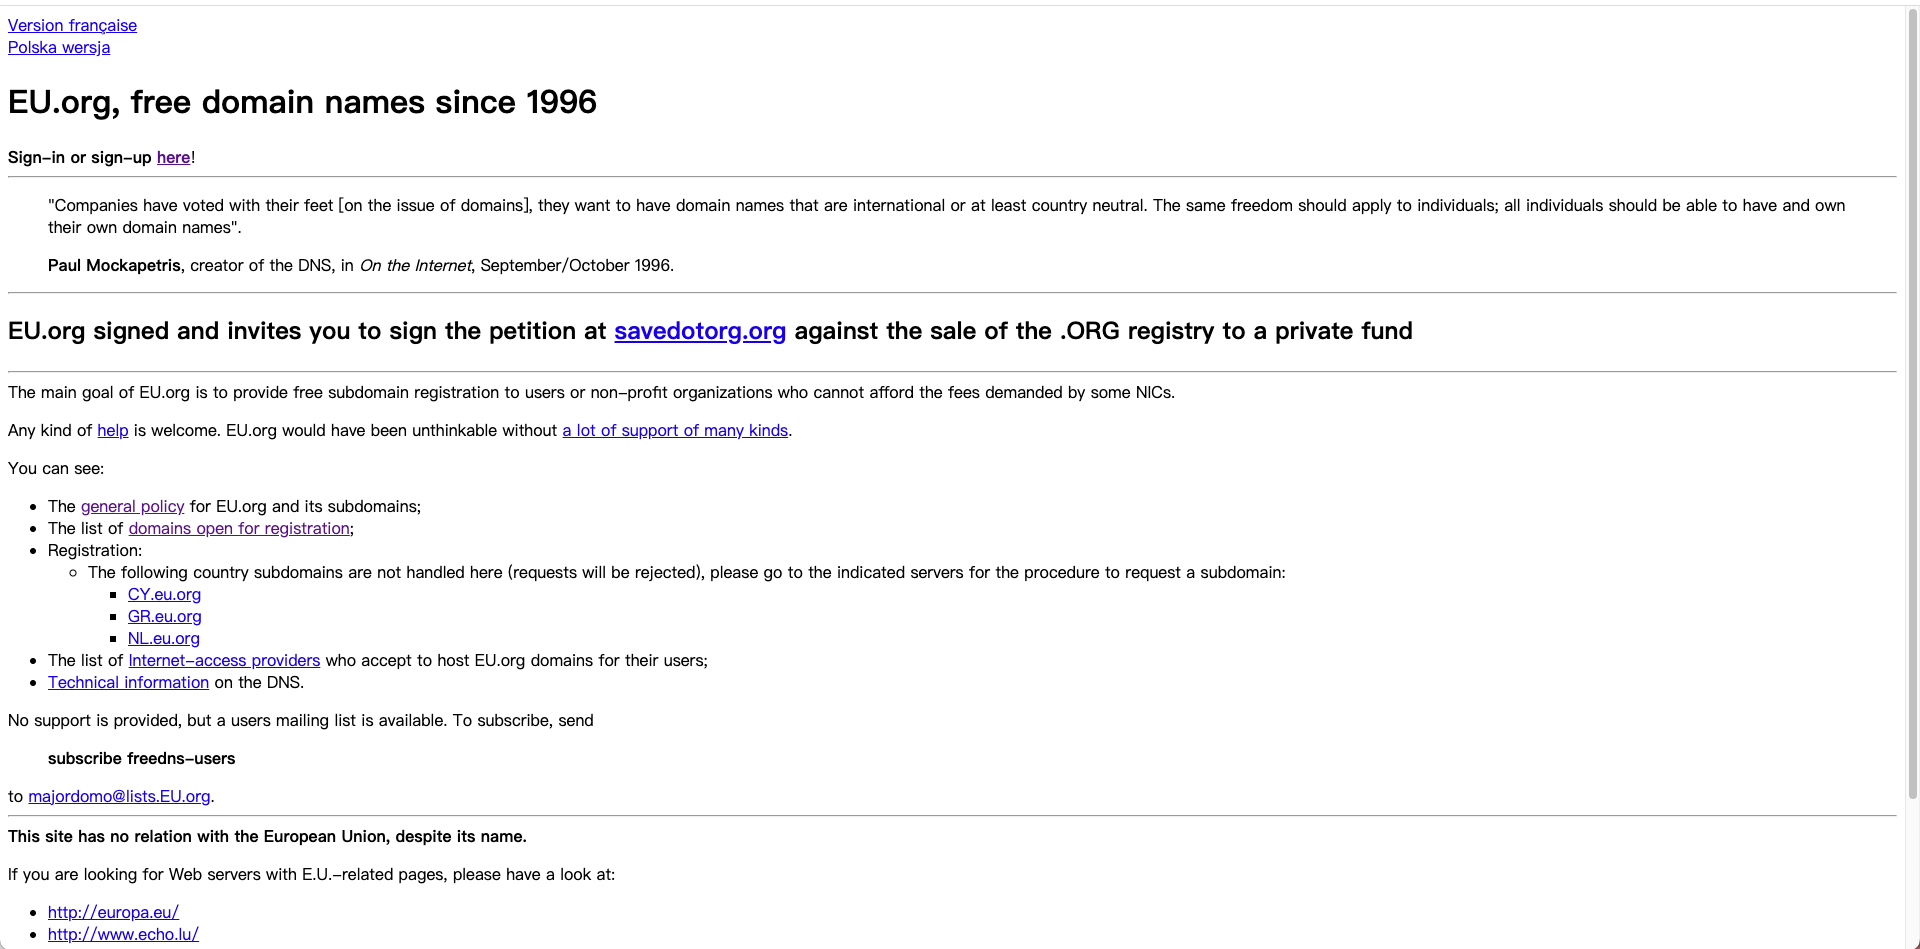 Version française
Polska wersja
EU.org, free domain names since 1996
Sign-in or sign-up here!
"Companies have voted with their feet [on the issue of domains], they want to have domain names that are international or at least country neutral. The same freedom should apply to individuals; all individuals should be able to have and own
their own domain names".
Paul Mockapetris, creator of the DNS, in On the Internet, September/October 1996.
EU.org signed and invites you to sign the petition at savedotorg.org against the sale of the .ORG registry to a private fund
The main goal of EU.org is to provide free subdomain registration to users or non-profit organizations who cannot afford the fees demanded by some NICs.
Any kind of help is welcome. EU.org would have been unthinkable without a lot of support of many kinds.
You can see:
• The general policy for EU.org and its subdomains;
• The list of domains open for registration;
• Registration:
◦ The following country subdomains are not handled here (requests will be rejected), please go to the indicated servers for the procedure to request a subdomain:
▪ CY.eu.org
▪ GR.eu.org
▪ NL.eu.org
• The list of Internet-access providers who accept to host EU.org domains for their users;
• Technical information on the DNS.
No support is provided, but a users mailing list is available. To subscribe, send
subscribe freedns-users
to majordomo@lists.EU.org.
This site has no relation with the European Union, despite its name.
If you are looking for Web servers with E.U.-related pages, please have a look at:
• http://europa.eu/
• http://www.echo.lu/